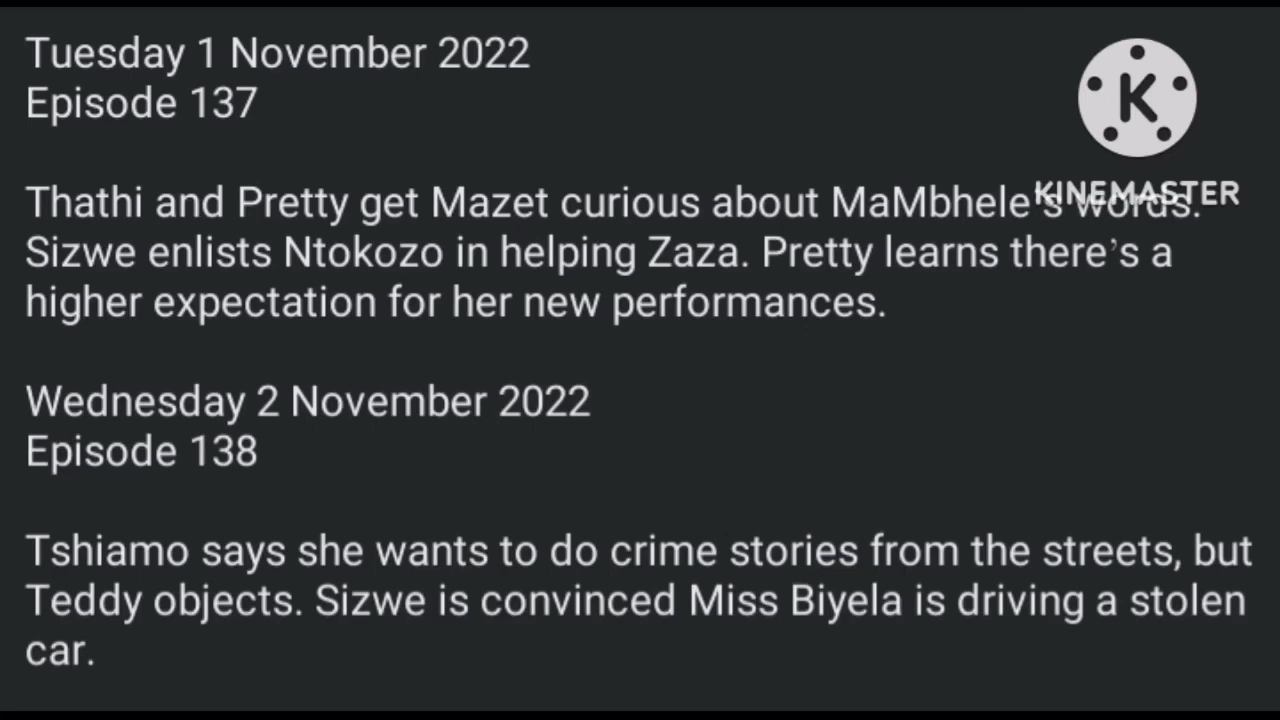 Tuesday 1 November 2022
Episode 137
Thathi and Pretty get Mazet curious about MaMbhele's words.
Sizwe enlists Ntokozo in helping Zaza. Pretty learns there's a
higher expectation for her new performances.
Wednesday 2 November 2022
Episode 138
Tshiamo says she wants to do crime stories from the streets, but
Teddy objects. Sizwe is convinced Miss Biyela is driving a stolen
car.
K
KINEMASTER